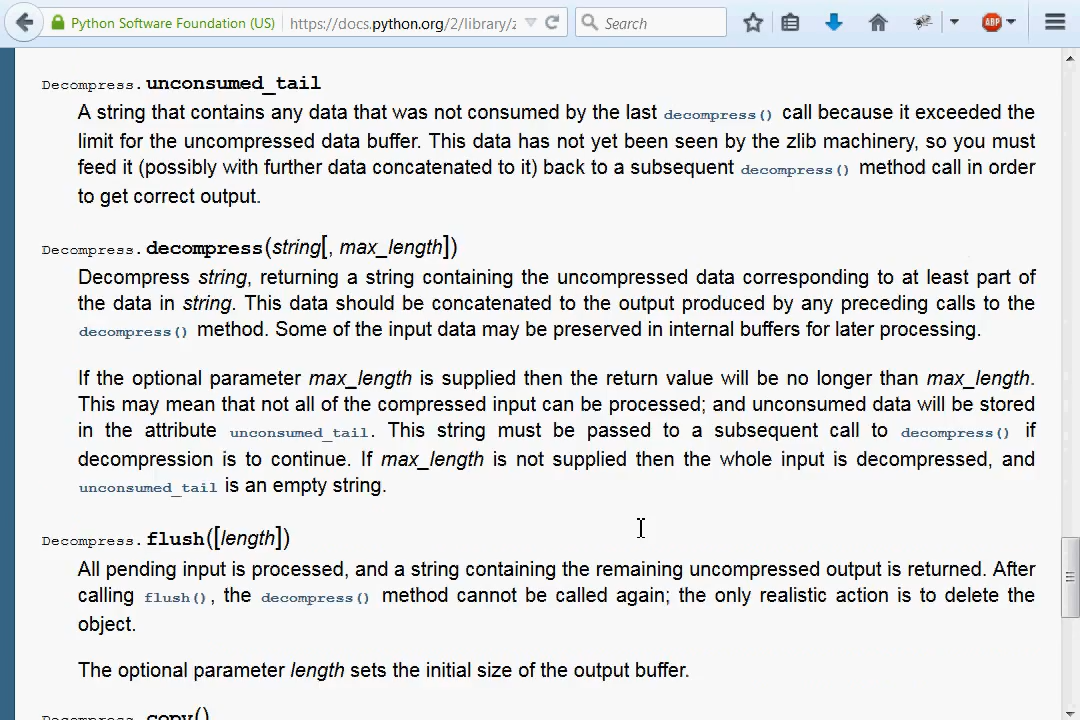 Python Software Foundation (US) https://docs.python.org/2/library/z Search ABP
Decompress.unconsumed_tail
A string that contains any data that was not consumed by the last decompress() call because it exceeded the
limit for the uncompressed data buffer. This data has not yet been seen by the zlib machinery, so you must
feed it (possibly with further data concatenated to it) back to a subsequent decompress() method call in order
to get correct output.
Decompress.decompress(string[, max_length])
Decompress string, returning a string containing the uncompressed data corresponding to at least part of
the data in string. This data should be concatenated to the output produced by any preceding calls to the
decompress() method. Some of the input data may be preserved in internal buffers for later processing.
If the optional parameter max_length is supplied then the return value will be no longer than max_length.
This may mean that not all of the compressed input can be processed; and unconsumed data will be stored
in the attribute unconsumed_tail. This string must be passed to a subsequent call to decompress() if
decompression is to continue. If max_length is not supplied then the whole input is decompressed, and
unconsumed_tail is an empty string.
Decompress.flush([length])
All pending input is processed, and a string containing the remaining uncompressed output is returned. After
calling flush(), the decompress() method cannot be called again; the only realistic action is to delete the
object.
The optional parameter length sets the initial size of the output buffer.
Decompress.copy()